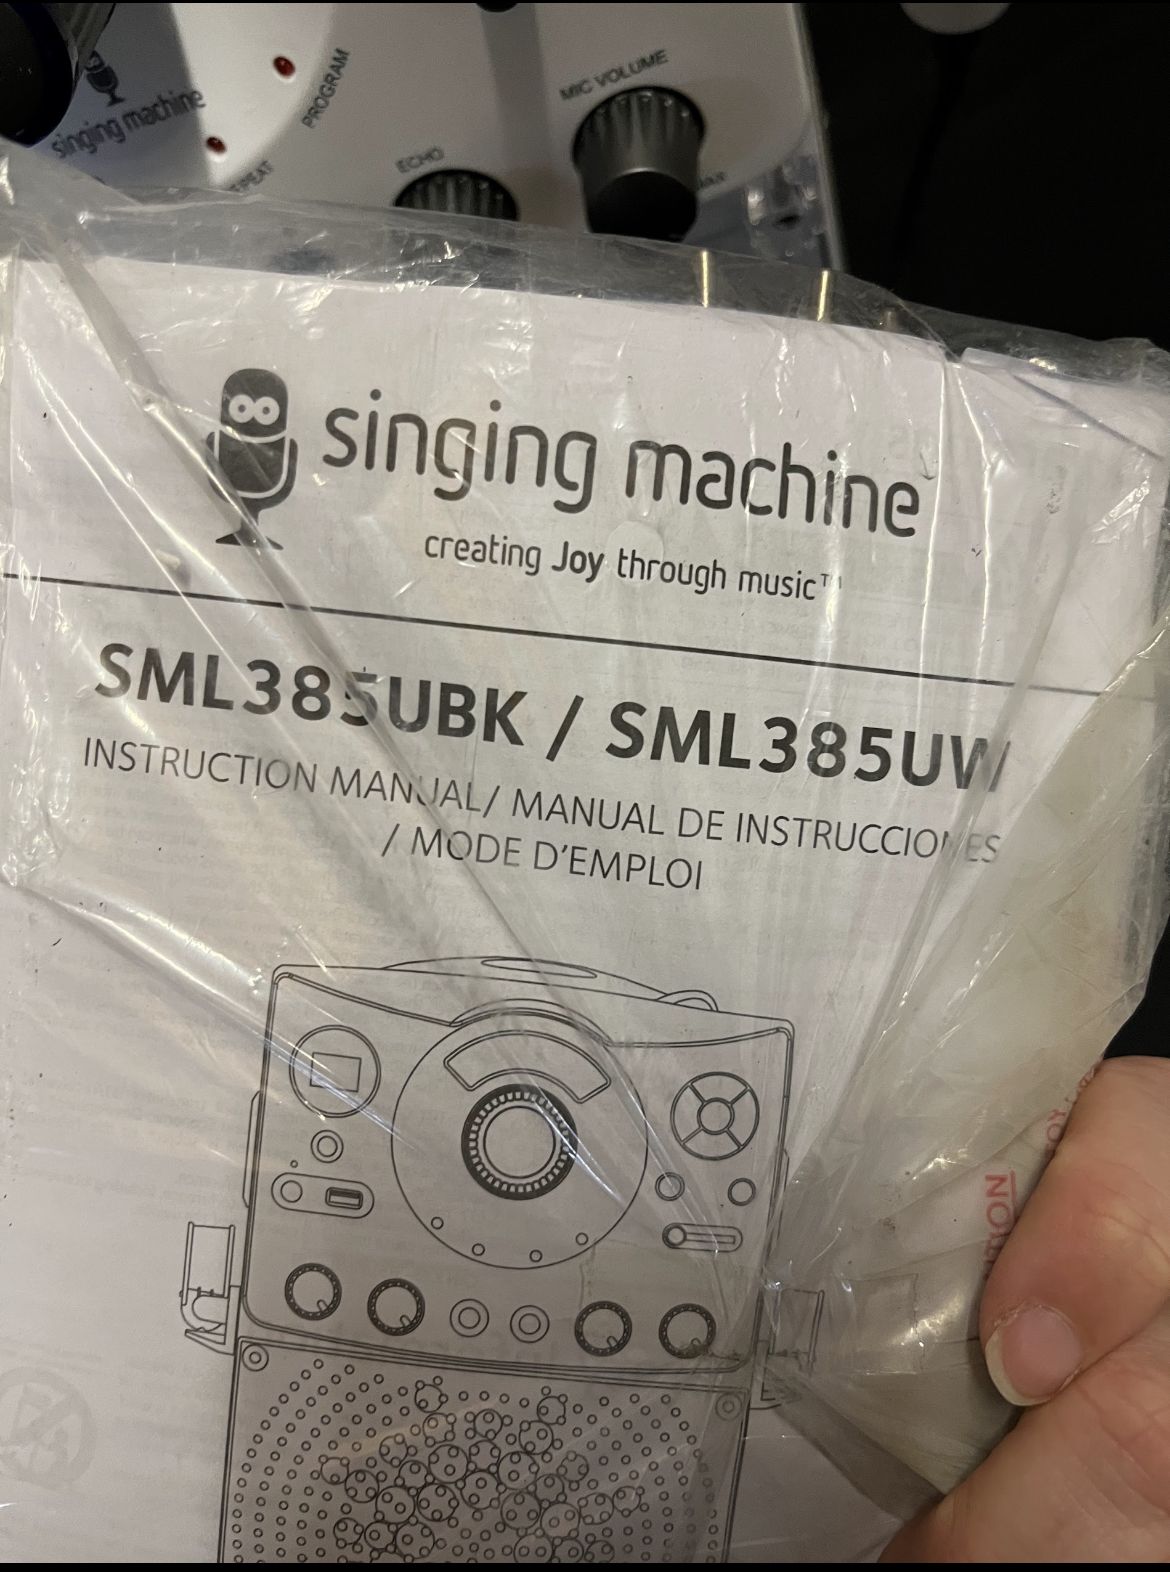 singing machine
PROGRAM
ECHO
MIC VOLUME
singing machine
creating Joy through music™
SML385UBK / SML385UW
INSTRUCTION MANUAL/ MANUAL DE INSTRUCCIONES
/ MODE D'EMPLOI